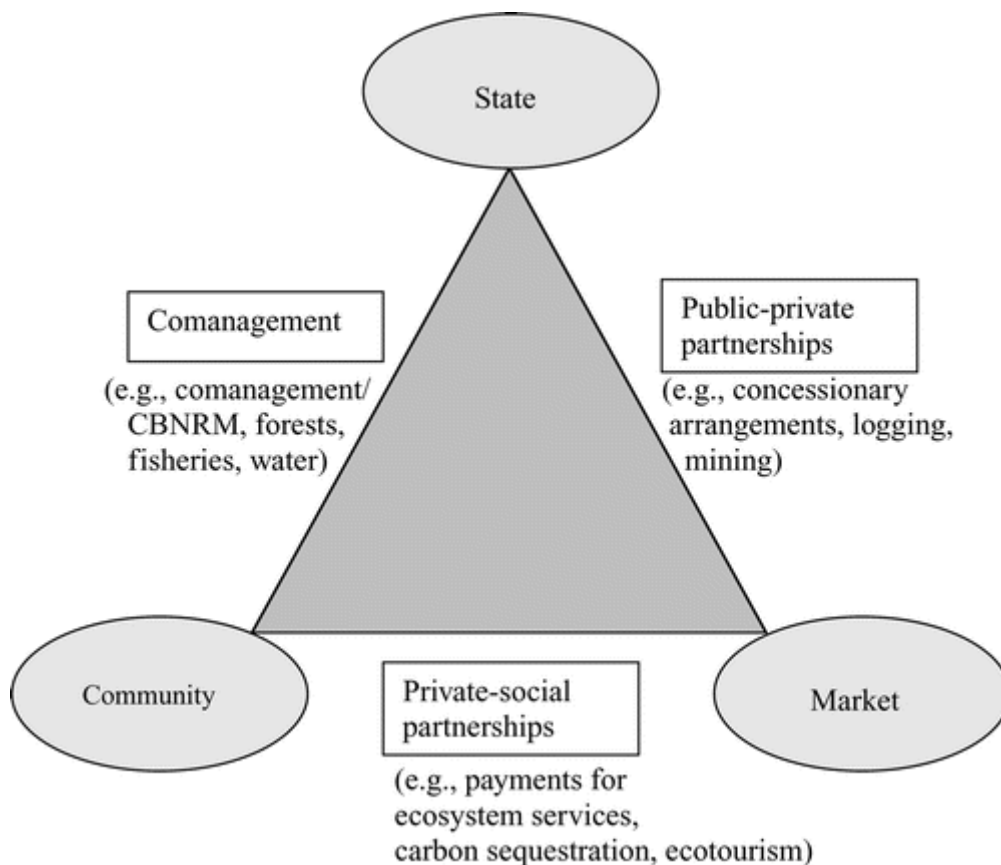 State
Comanagement
(e.g., comanagement/
CBNRM, forests,
fisheries, water)
Public-private
partnerships
(e.g., concessionary
arrangements, logging,
mining)
Community
Private-social
partnerships
(e.g., payments for
ecosystem services,
carbon sequestration, ecotourism)
Market